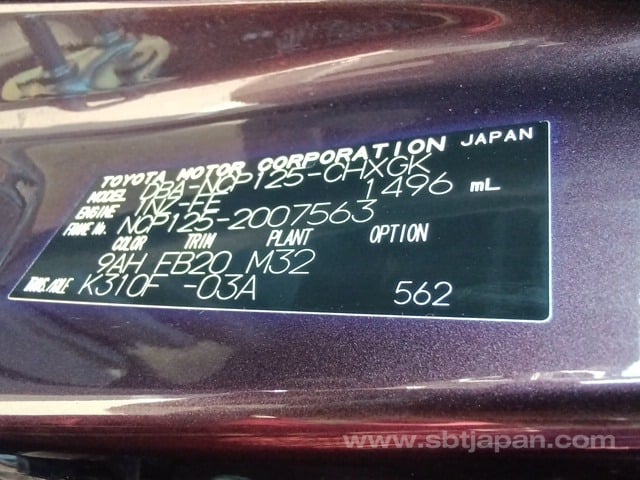 TOYOTA MOTOR CORPORATION JAPAN
MODEL DBA-NCP125-CHXGK
ENGINE 1NZ-FE 1496 mL
FRAME No. NCP125-2007563
COLOR TRIM PLANT OPTION
9AH EB20 M32
TRANS./AXLE K310F -03A 562
www.sbtjapan.com